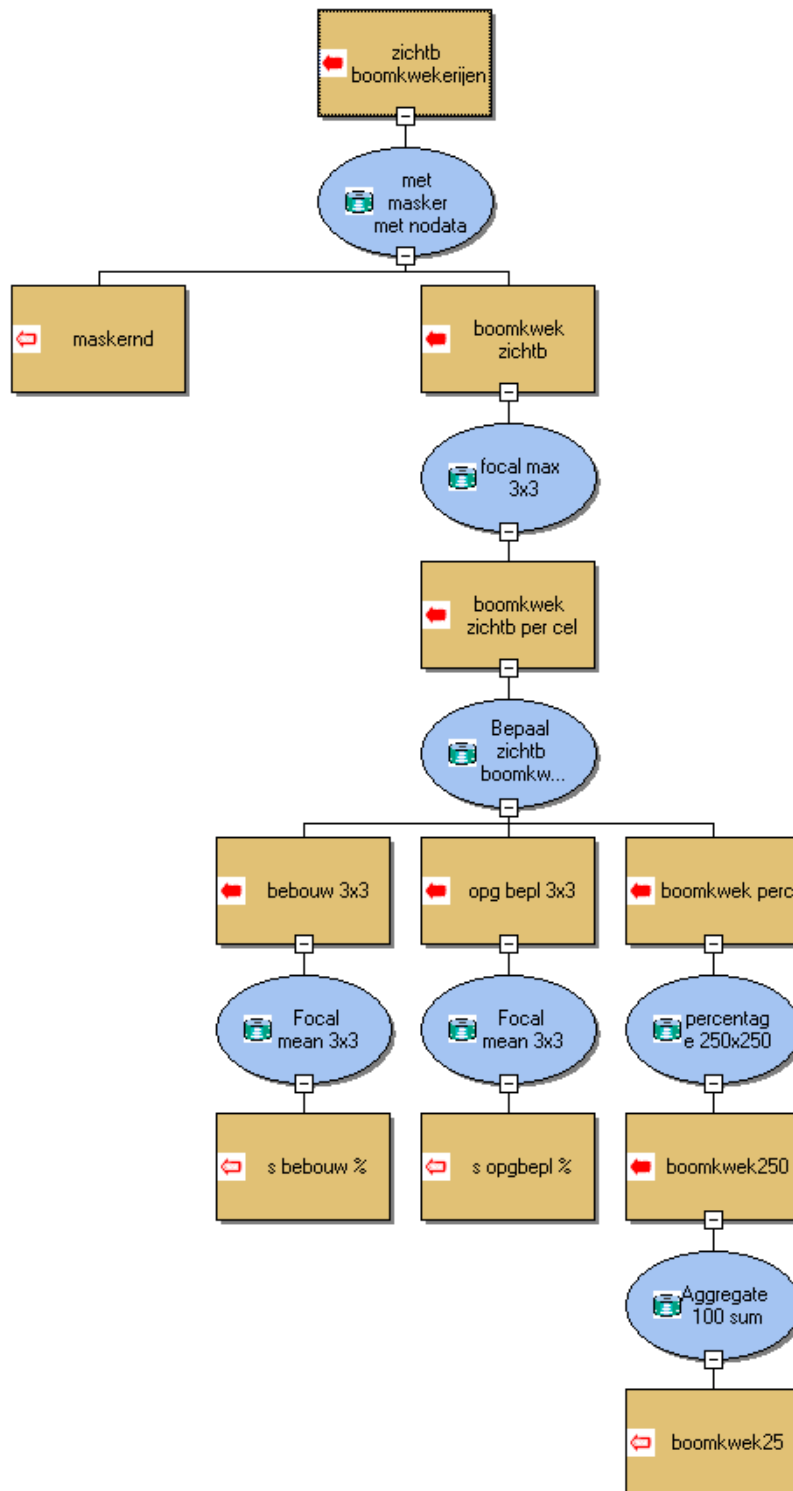 zichtb
boomkwekerijen
met
masker
met nodata
maskernd
boomkwek
zichtb
focal max
3x3
boomkwek
zichtb per cel
Bepaal
zichtb
boomkw...
bebouw 3x3
opg bepl 3x3
boomkwek perc
Focal
mean 3x3
Focal
mean 3x3
percentag
e 250x250
s bebouw %
s opgbepl %
boomkwek250
Aggregate
100 sum
boomkwek25